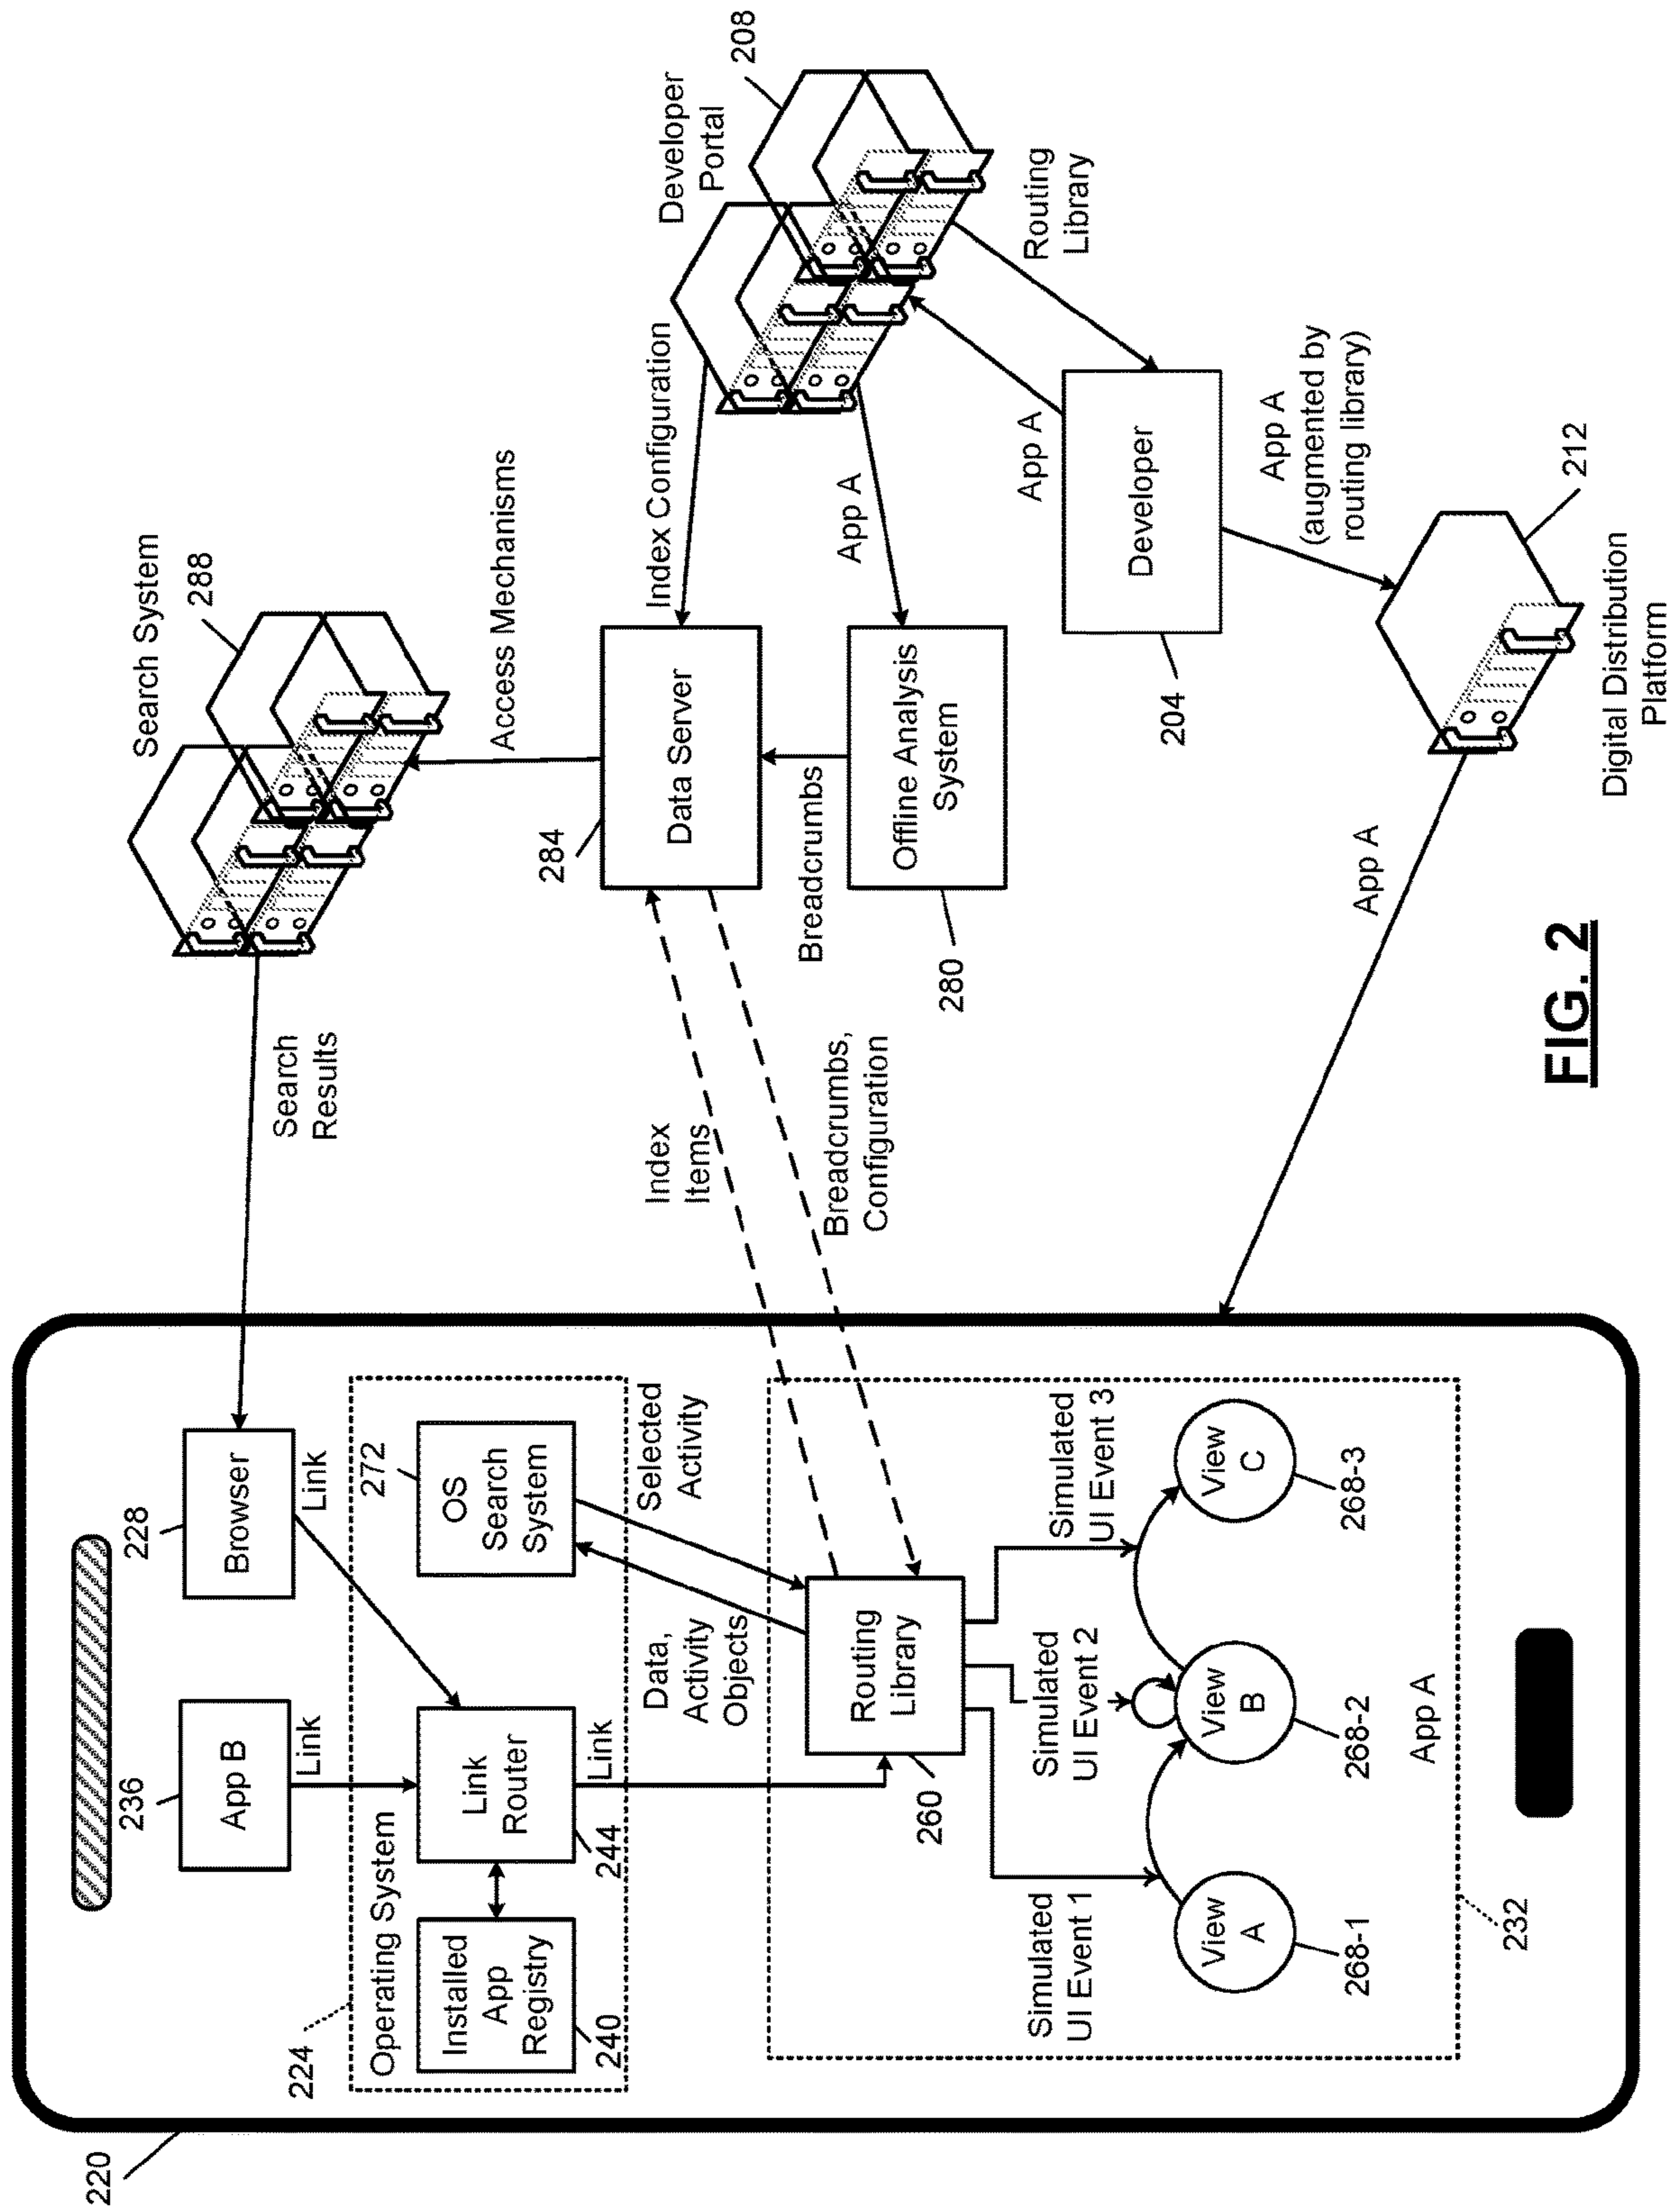 220
236
App B
Link
228
Browser
Link
Search
Results
Search System
288
224
Operating System
Installed
App
Registry
240
Link
Router
244
Link
272
OS
Search
System
Selected
Activity
Data,
Activity
Objects
Access Mechanisms
284
Data Server
Index Configuration
Developer
Portal
208
Index
Items
Breadcrumbs,
Configuration
Breadcrumbs
280
Offline Analysis
System
App A
Routing
Library
App A
Developer
204
App A
(augmented by
routing library)
212
Digital Distribution
Platform
App A
Routing
Library
260
Simulated
UI Event 1
Simulated
UI Event 2
Simulated
UI Event 3
View
A
268-1
View
B
268-2
View
C
268-3
App A
232
FIG. 2